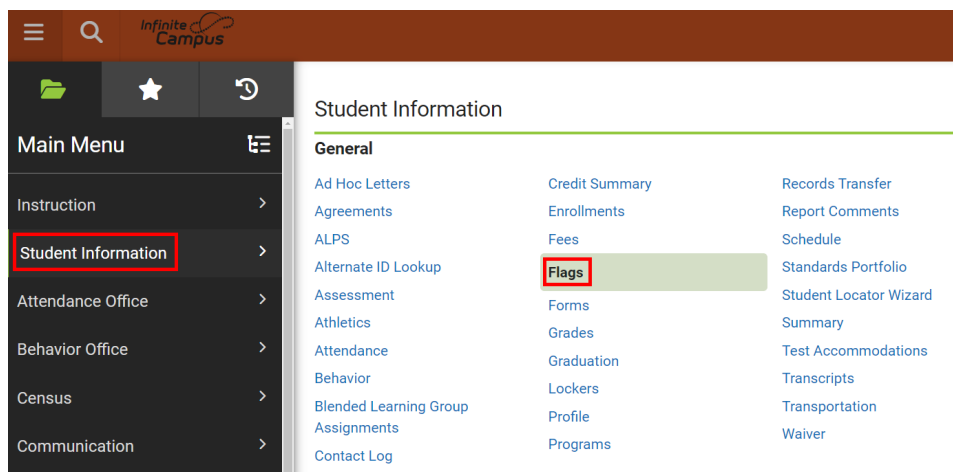 Infinite
Campus
Main Menu
Instruction
Student Information
Attendance Office
Behavior Office
Census
Communication
Student Information
General
Ad Hoc Letters
Agreements
ALPS
Alternate ID Lookup
Assessment
Athletics
Attendance
Behavior
Blended Learning Group
Assignments
Contact Log
Credit Summary
Enrollments
Fees
Flags
Forms
Grades
Graduation
Lockers
Profile
Programs
Records Transfer
Report Comments
Schedule
Standards Portfolio
Student Locator Wizard
Summary
Test Accommodations
Transcripts
Transportation
Waiver